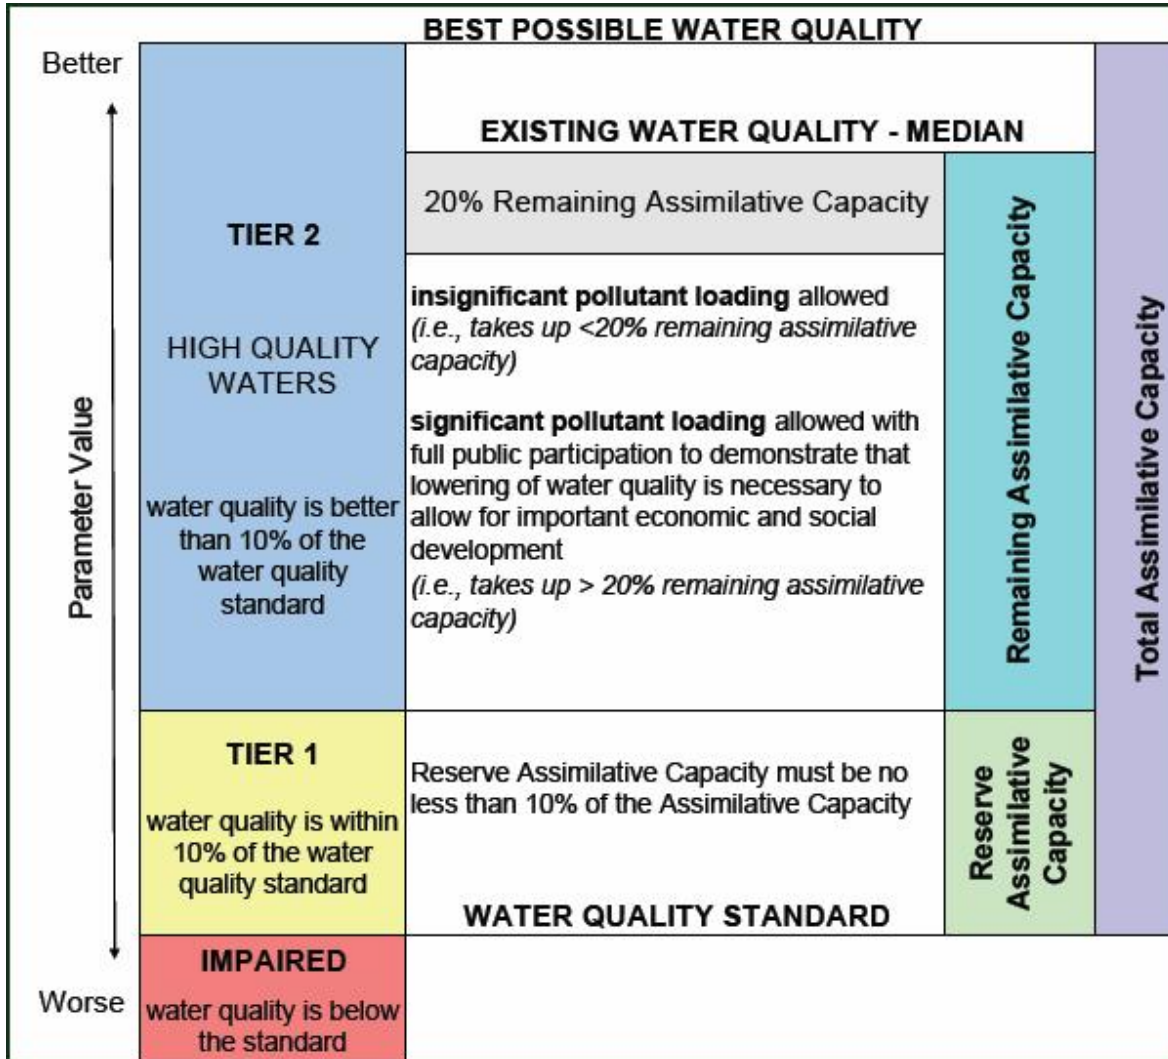 BEST POSSIBLE WATER QUALITY
Better
Parameter Value
Worse
TIER 2
HIGH QUALITY
WATERS
water quality is better
than 10% of the
water quality
standard
TIER 1
water quality is within
10% of the water
quality standard
IMPAIRED
water quality is below
the standard
EXISTING WATER QUALITY - MEDIAN
20% Remaining Assimilative Capacity
insignificant pollutant loading allowed
(i.e., takes up <20% remaining assimilative
capacity)
significant pollutant loading allowed with
full public participation to demonstrate that
lowering of water quality is necessary to
allow for important economic and social
development
(i.e., takes up > 20% remaining assimilative
capacity)
Reserve Assimilative Capacity must be no
less than 10% of the Assimilative Capacity
WATER QUALITY STANDARD
Remaining Assimilative Capacity
Reserve
Assimilative
Capacity
Total Assimilative Capacity